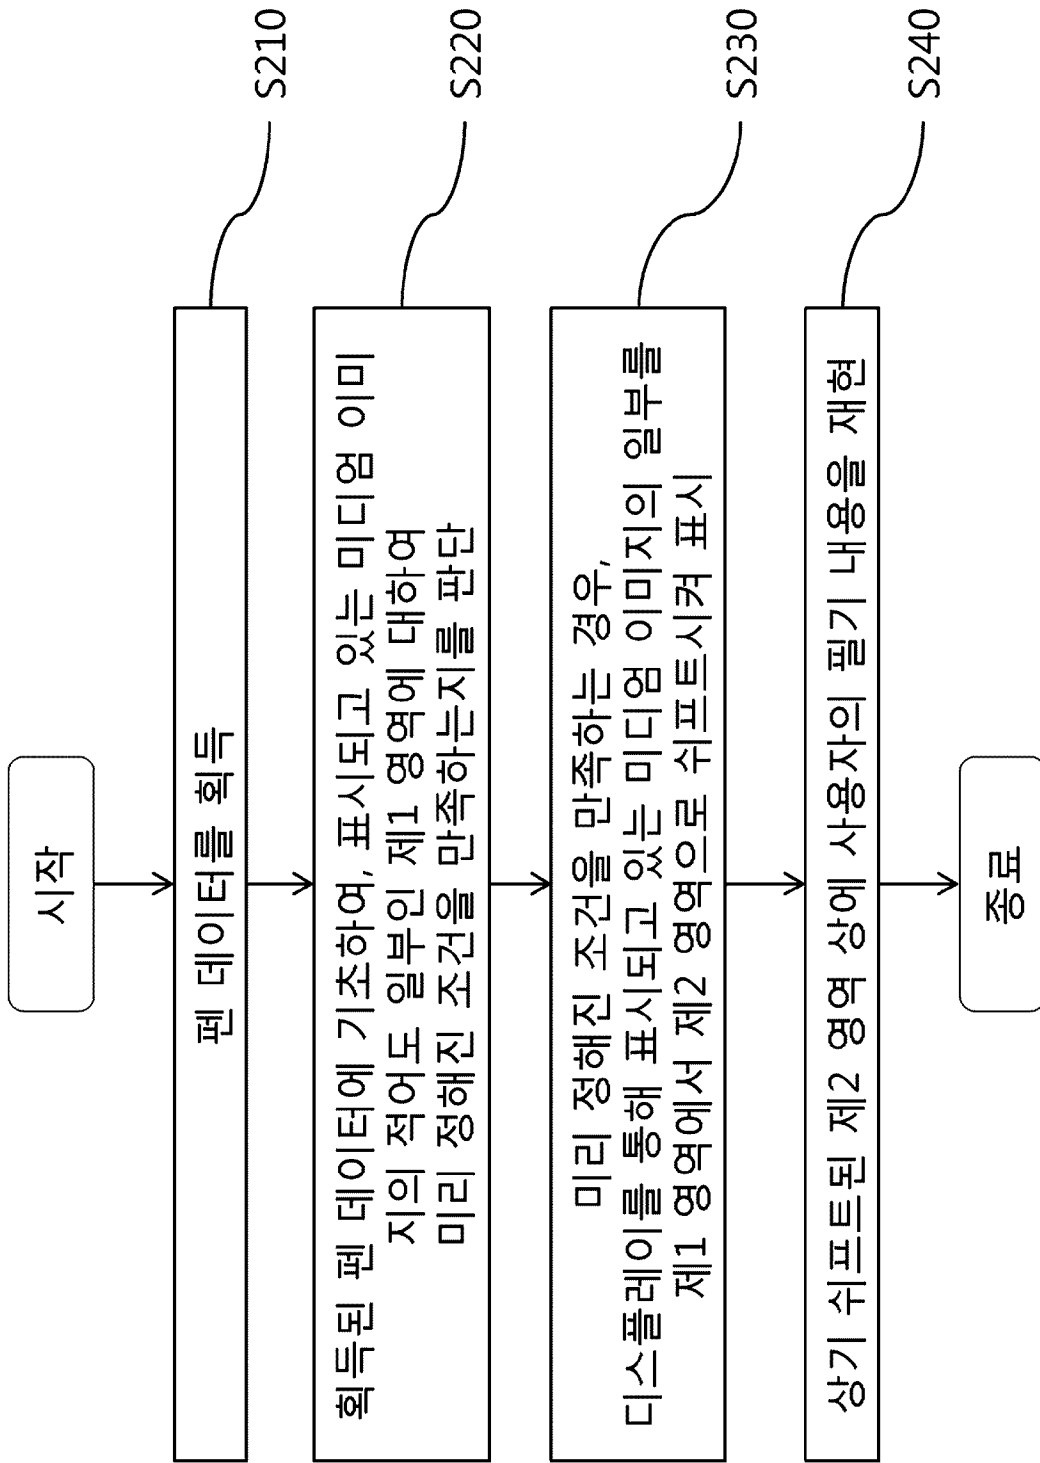 시작
펜 데이터를 획득
S210
획득된 펜 데이터에 기초하여, 표시되고 있는 미디엄 이미
지의 적어도 일부인 제1 영역에 대하여
미리 정해진 조건을 만족하는지를 판단
S220
미리 정해진 조건을 만족하는 경우,
디스플레이를 통해 표시되고 있는 미디엄 이미지의 일부를
제1 영역에서 제2 영역으로 쉬프트시켜 표시
S230
상기 쉬프트된 제2 영역 상에 사용자의 필기 내용을 재현
S240
종료